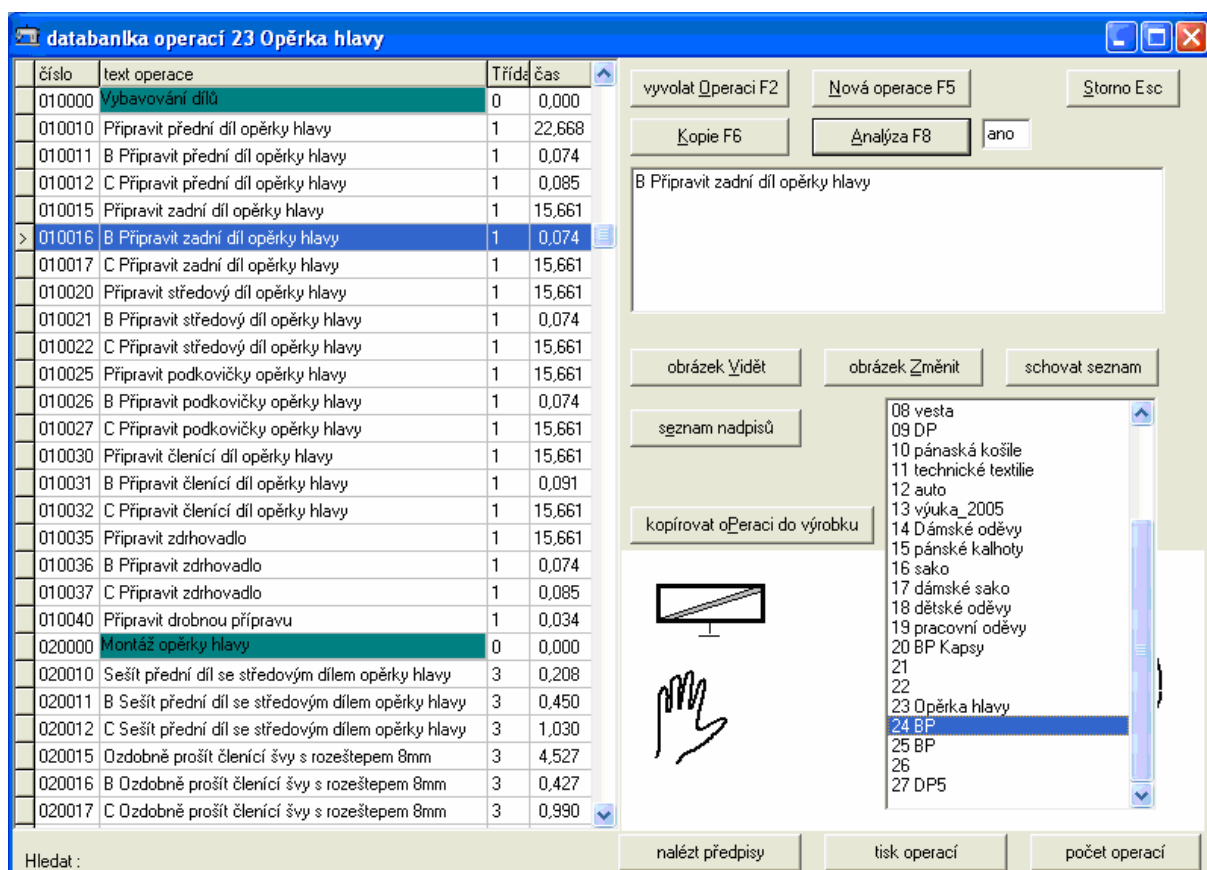 databanlka operací 23 Opěrka hlavy
číslo text operace Třída čas
010000 Vybavování dílů 0 0,000
010010 Připravit přední díl opěrky hlavy 1 22,668
010011 B Připravit přední díl opěrky hlavy 1 0,074
010012 C Připravit přední díl opěrky hlavy 1 0,085
010015 Připravit zadní díl opěrky hlavy 1 15,661
> 010016 B Připravit zadní díl opěrky hlavy 1 0,074
010017 C Připravit zadní díl opěrky hlavy 1 15,661
010020 Připravit středový díl opěrky hlavy 1 15,661
010021 B Připravit středový díl opěrky hlavy 1 0,074
010022 C Připravit středový díl opěrky hlavy 1 15,661
010025 Připravit podkovičky opěrky hlavy 1 15,661
010026 B Připravit podkovičky opěrky hlavy 1 0,074
010027 C Připravit podkovičky opěrky hlavy 1 15,661
010030 Připravit členící díl opěrky hlavy 1 15,661
010031 B Připravit členící díl opěrky hlavy 1 0,091
010032 C Připravit členící díl opěrky hlavy 1 15,661
010035 Připravit zdrhovadlo 1 15,661
010036 B Připravit zdrhovadlo 1 0,074
010037 C Připravit zdrhovadlo 1 0,085
010040 Připravit drobnou přípravu 1 0,034
020000 Montáž opěrky hlavy 0 0,000
020010 Sešít přední díl se středovým dílem opěrky hlavy 3 0,208
020011 B Sešít přední díl se středovým dílem opěrky hlavy 3 0,450
020012 C Sešít přední díl se středovým dílem opěrky hlavy 3 1,030
020015 Ozdobně prošít členící švy s rozeštepem 8mm 3 4,527
020016 B Ozdobně prošít členící švy s rozeštepem 8mm 3 0,427
020017 C Ozdobně prošít členící švy s rozeštepem 8mm 3 0,990
Hledat :
vyvolat Operaci F2 Nová operace F5 Storno Esc
Kopie F6 Analýza F8 ano
B Připravit zadní díl opěrky hlavy
obrázek Vidět obrázek Změnit schovat seznam
seznam nadpisů
kopírovat oPeraci do výrobku
08 vesta
09 DP
10 pánaská košile
11 technické textilie
12 auto
13 výuka_2005
14 Dámské oděvy
15 pánské kalhoty
16 sako
17 dámské sako
18 dětské oděvy
19 pracovní oděvy
20 BP Kapsy
21
22
23 Opěrka hlavy
24 BP
25 BP
26
27 DP5
nalézt předpisy tisk operací počet operací